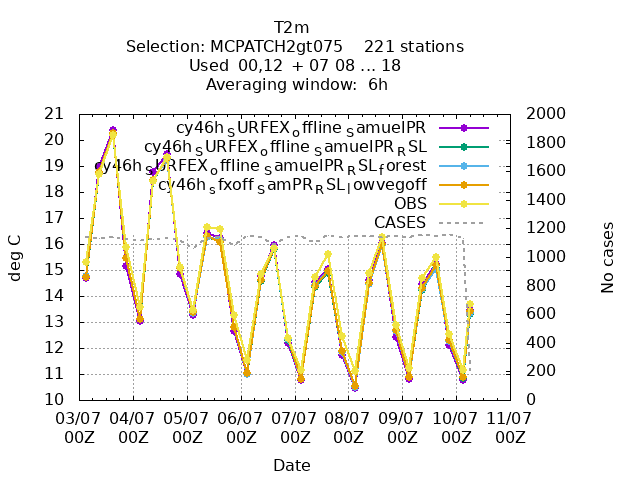 T2m
Selection: MCPATCH2gt075    221 stations
Used  00,12  + 07 08 ... 18
Averaging window:  6h
cy46h_SURFEX_offline_SamuelPR
cy46h_SURFEX_offline_SamuelPR_RSL
cy46h_SURFEX_offline_SamuelPR_RSL_forest
cy46h_sfxoff_SamPR_RSL_lowvegoff
OBS
CASES
21
20
19
18
17
16
15
14
13
12
11
10
deg C
2000
1800
1600
1400
1200
1000
800
600
400
200
0
No cases
03/07 04/07 05/07 06/07 07/07 08/07 09/07 10/07 11/07
00Z 00Z 00Z 00Z 00Z 00Z 00Z 00Z 00Z
Date